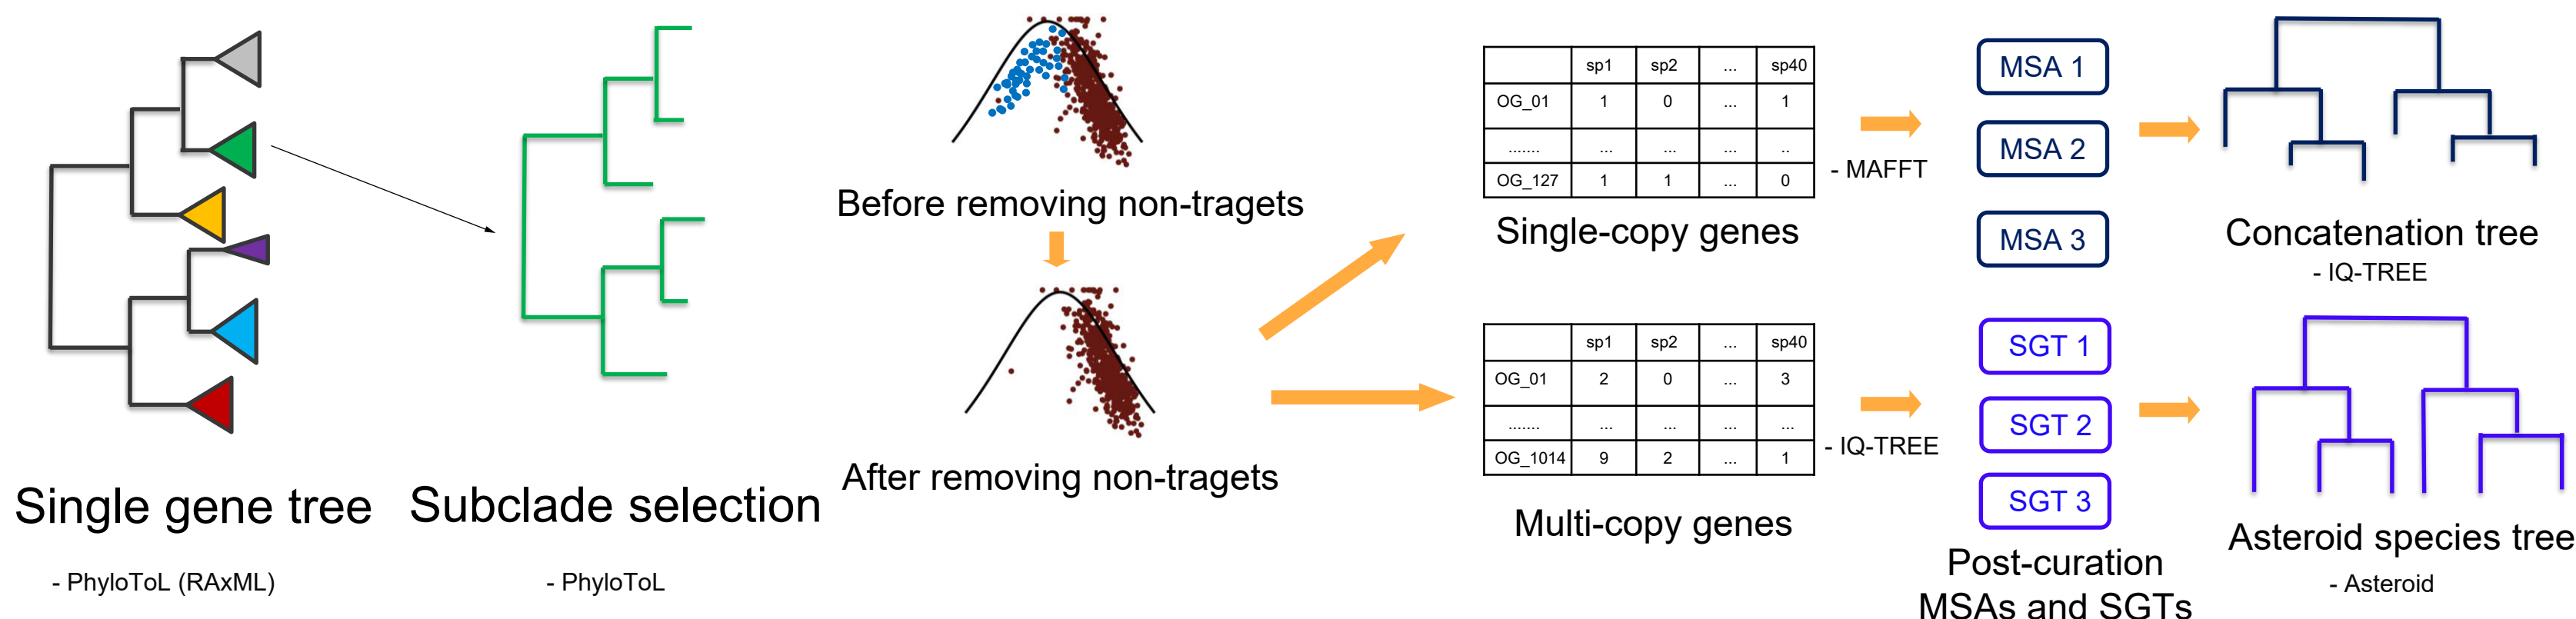 Single gene tree
- PhyloToL (RAxML)
Subclade selection
- PhyloToL
Before removing non-tragets
After removing non-tragets
sp1 sp2 ... sp40
OG_01 1 0 ... 1
....... ... ... ..
OG_127 1 1 ... 0
Single-copy genes
sp1 sp2 ... sp40
OG_01 2 0 ... 3
....... ... ... ...
OG_1014 9 2 ... 1
Multi-copy genes
- MAFFT
- IQ-TREE
MSA 1
MSA 2
MSA 3
SGT 1
SGT 2
SGT 3
Post-curation
MSAs and SGTs
Concatenation tree
- IQ-TREE
Asteroid species tree
- Asteroid